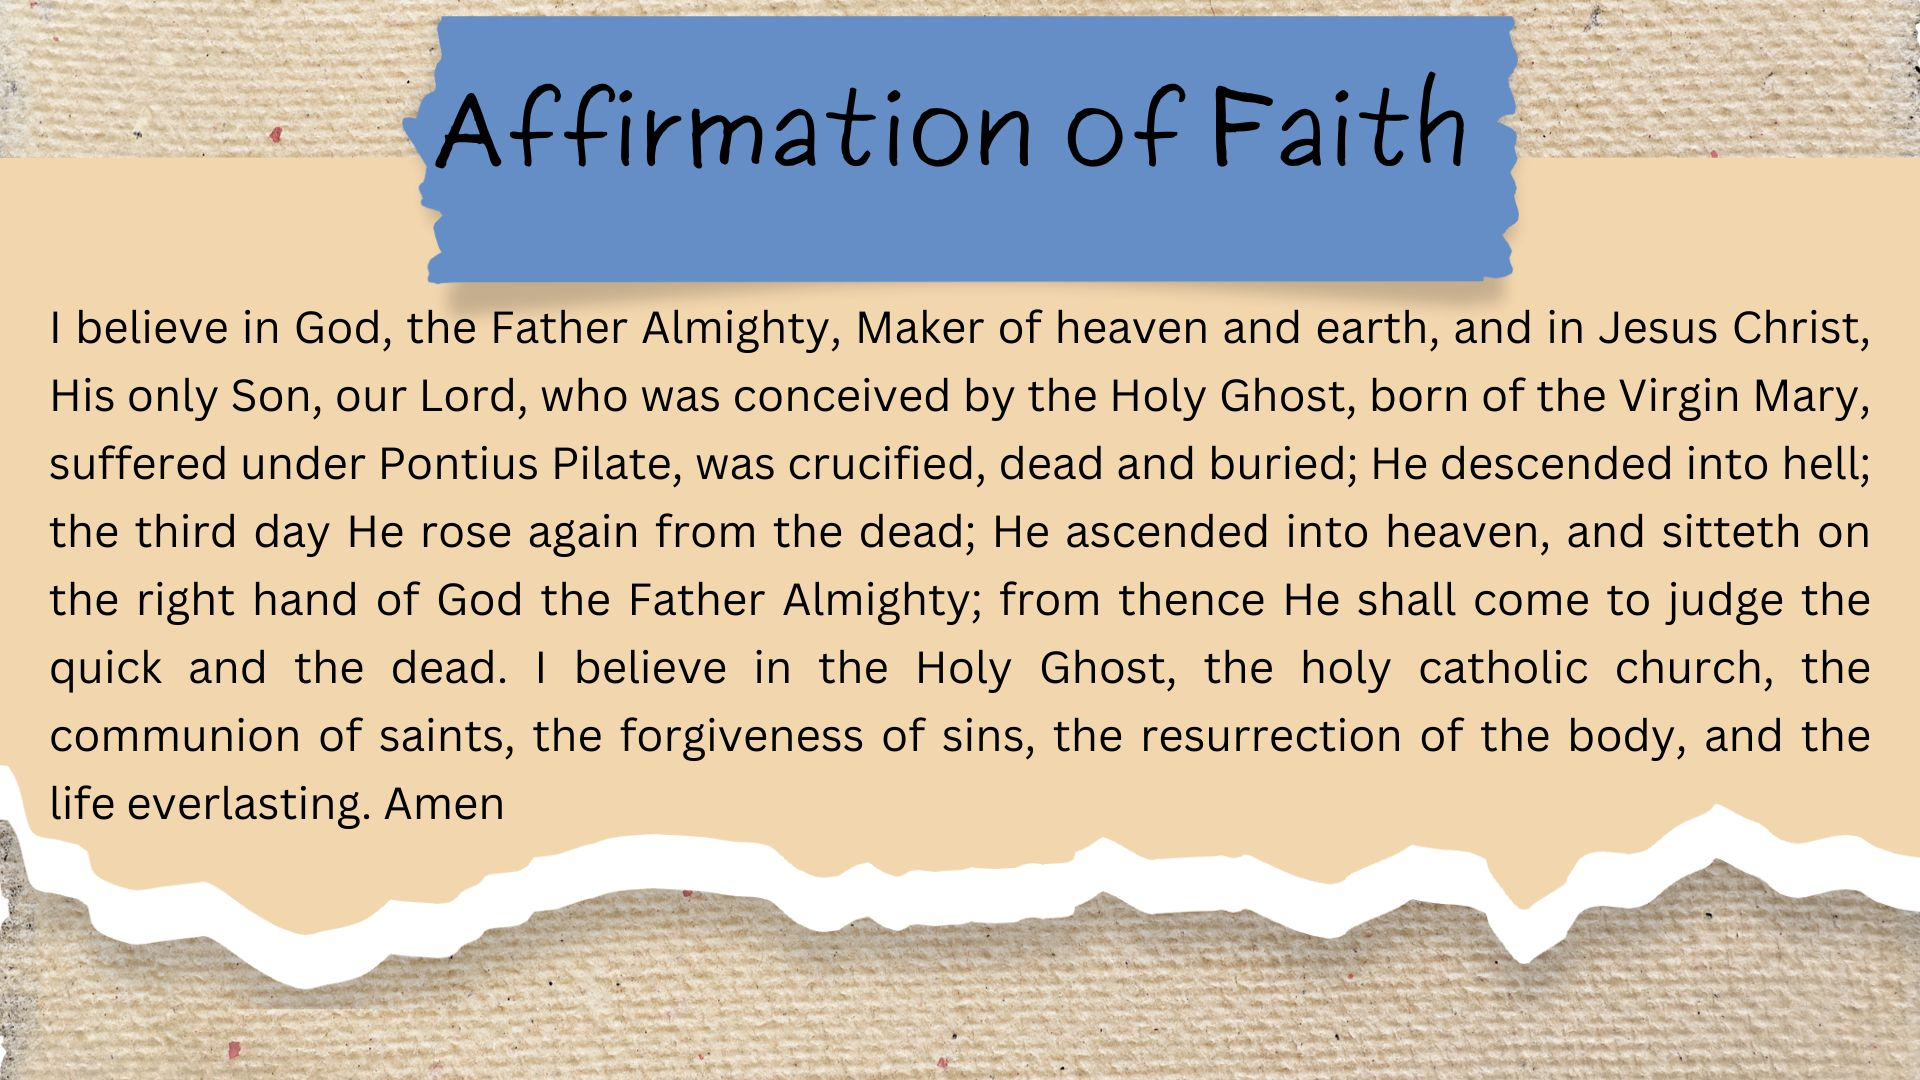 Affirmation of Faith
I believe in God, the Father Almighty, Maker of heaven and earth, and in Jesus Christ,
His only Son, our Lord, who was conceived by the Holy Ghost, born of the Virgin Mary,
suffered under Pontius Pilate, was crucified, dead and buried; He descended into hell;
the third day He rose again from the dead; He ascended into heaven, and sitteth on
the right hand of God the Father Almighty; from thence He shall come to judge the
quick and the dead. I believe in the Holy Ghost, the holy catholic church, the
communion of saints, the forgiveness of sins, the resurrection of the body, and the
life everlasting. Amen